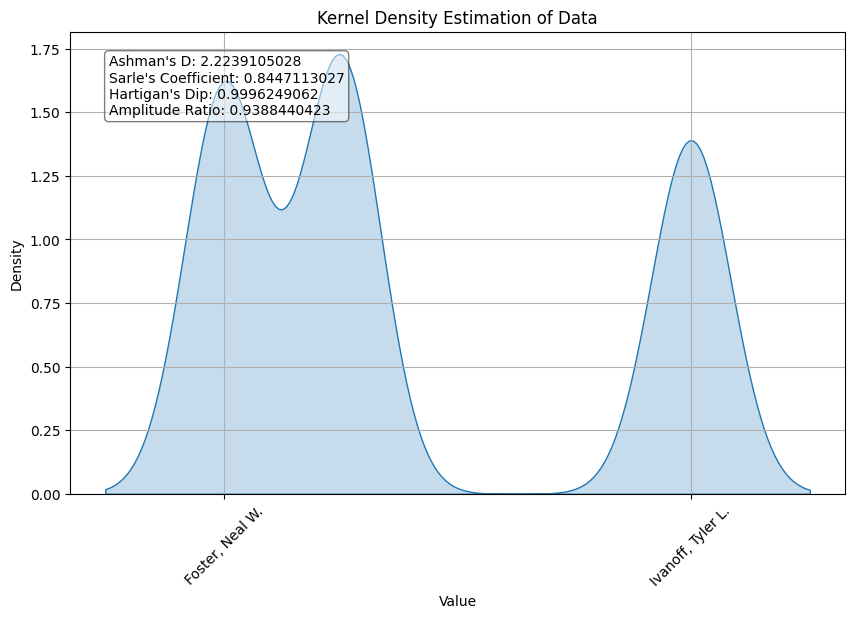 Kernel Density Estimation of Data
Ashman's D: 2.2239105028
Sarle's Coefficient: 0.8447113027
Hartigan's Dip: 0.9996249062
Amplitude Ratio: 0.9388440423
1.75
1.50
1.25
1.00
0.75
0.50
0.25
0.00
Density
Foster, Neal W.
Ivanoff, Tyler L.
Value